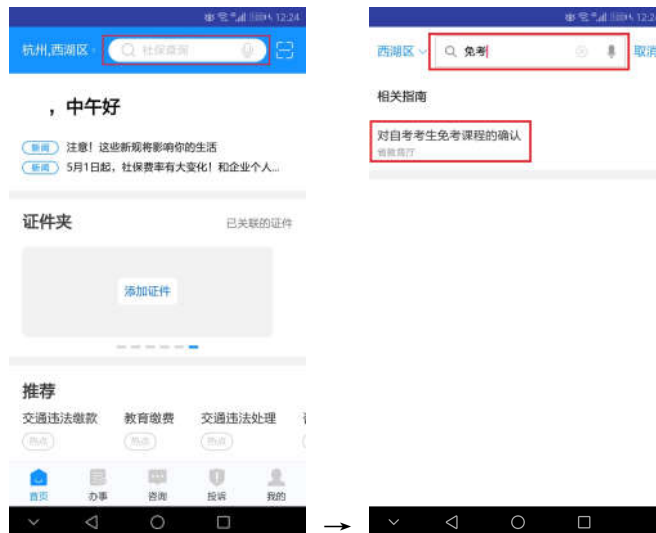 12:24
杭州,西湖区
社保查询
，中午好
新闻 注意！这些新规将影响你的生活
新闻 5月1日起，社保费率有大变化！和企业个人...
证件夹 已关联的证件
添加证件
推荐
交通违法缴款 教育缴费 交通违法处理
热点 热点 热点
首页 办事 咨询 投诉 我的
→
西湖区 免考 取消
相关指南
对自考考生免考课程的确认
省教育厅